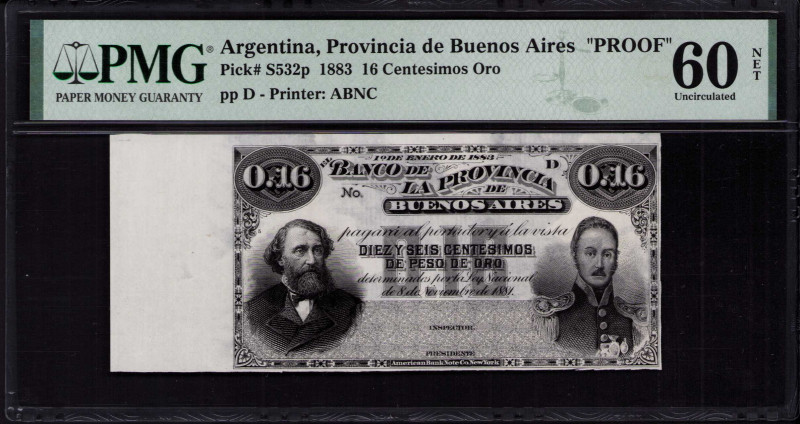 PMG®
PAPER MONEY GUARANTY
Argentina, Provincia de Buenos Aires "PROOF"
Pick# S532p 1883 16 Centesimos Oro
pp D - Printer: ABNC
60 NET
Uncirculated
1º DE ENERO DE 1883
D
0.16
0.16
EL BANCO DE
LA PROVINCIA
No.
DE
BUENOS AIRES
pagará al portador y á la vista
DIEZ Y SEIS CENTESIMOS
DE PESO DE ORO
determinados por la Ley Nacional
de 8 de Noviembre de 1881.
INSPECTOR
PRESIDENTE
American Bank Note Co. New York